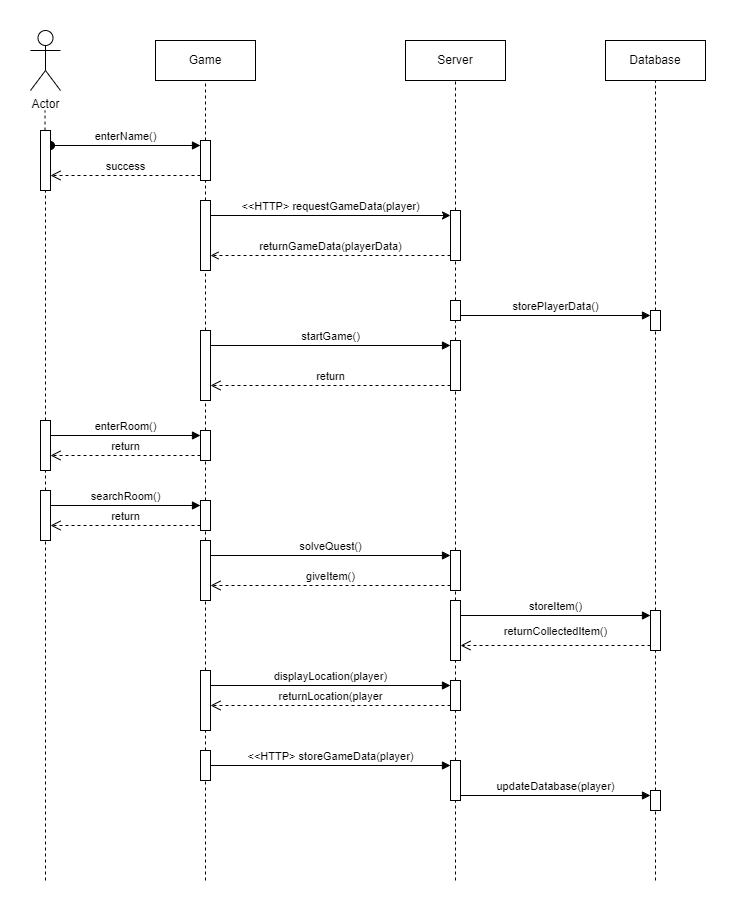 Game
Server
Database
Actor
enterName()
success
<<HTTP> requestGameData(player)
returnGameData(playerData)
storePlayerData()
startGame()
return
enterRoom()
return
searchRoom()
return
solveQuest()
giveItem()
storeItem()
returnCollectedItem()
displayLocation(player)
returnLocation(player
<<HTTP> storeGameData(player)
updateDatabase(player)